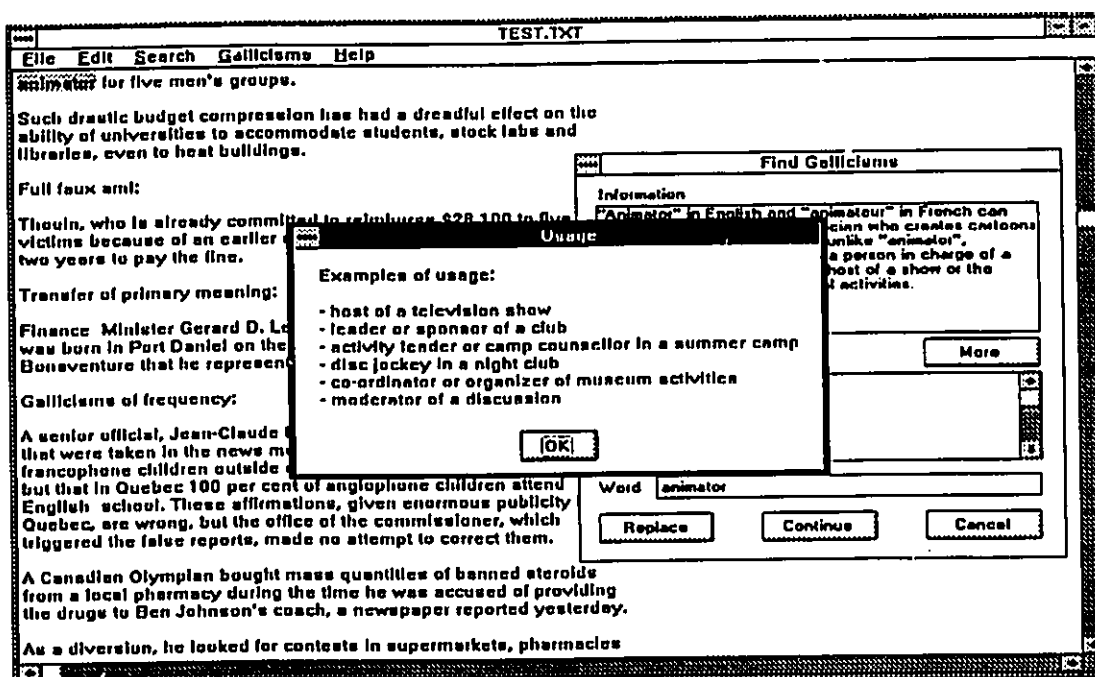 TEST.TXT
File Edit Search Gallicisms Help
animator for five men's groups.
Such drastic budget compression has had a dreadful effect on the
ability of universities to accommodate students, stock labs and
libraries, even to heat buildings.
Full faux ami:
Thouin, who is already committed to reimburse $28,100 to five
victims because of an earlier
two years to pay the fine.
Transfer of primary meaning:
Finance Minister Gerard D. Le
was born in Port Daniel on the
Bonaventure that he represen
Gallicisms of frequency:
A senior official, Jean-Claude
that were taken in the news m
francophone children outside
but that in Quebec 100 per cent of anglophone children attend
English school. These affirmations, given enormous publicity
Quebec, are wrong, but the office of the commissioner, which
triggered the false reports, made no attempt to correct them.
A Canadian Olympian bought mass quantities of banned steroids
from a local pharmacy during the time he was accused of providing
the drugs to Ben Johnson's coach, a newspaper reported yesterday.
As a diversion, he looked for contests in supermarkets, pharmacies
Find Gallicisms
Information
"Animator" in English and "animateur" in French can
cian who creates cartoons
unlike "animator",
a person in charge of a
host of a show or the
activities.
More
Word animator
Replace Continue Cancel
Usage
Examples of usage:
- host of a television show
- leader or sponsor of a club
- activity leader or camp counsellor in a summer camp
- disc jockey in a night club
- co-ordinator or organizer of museum activities
- moderator of a discussion
OK